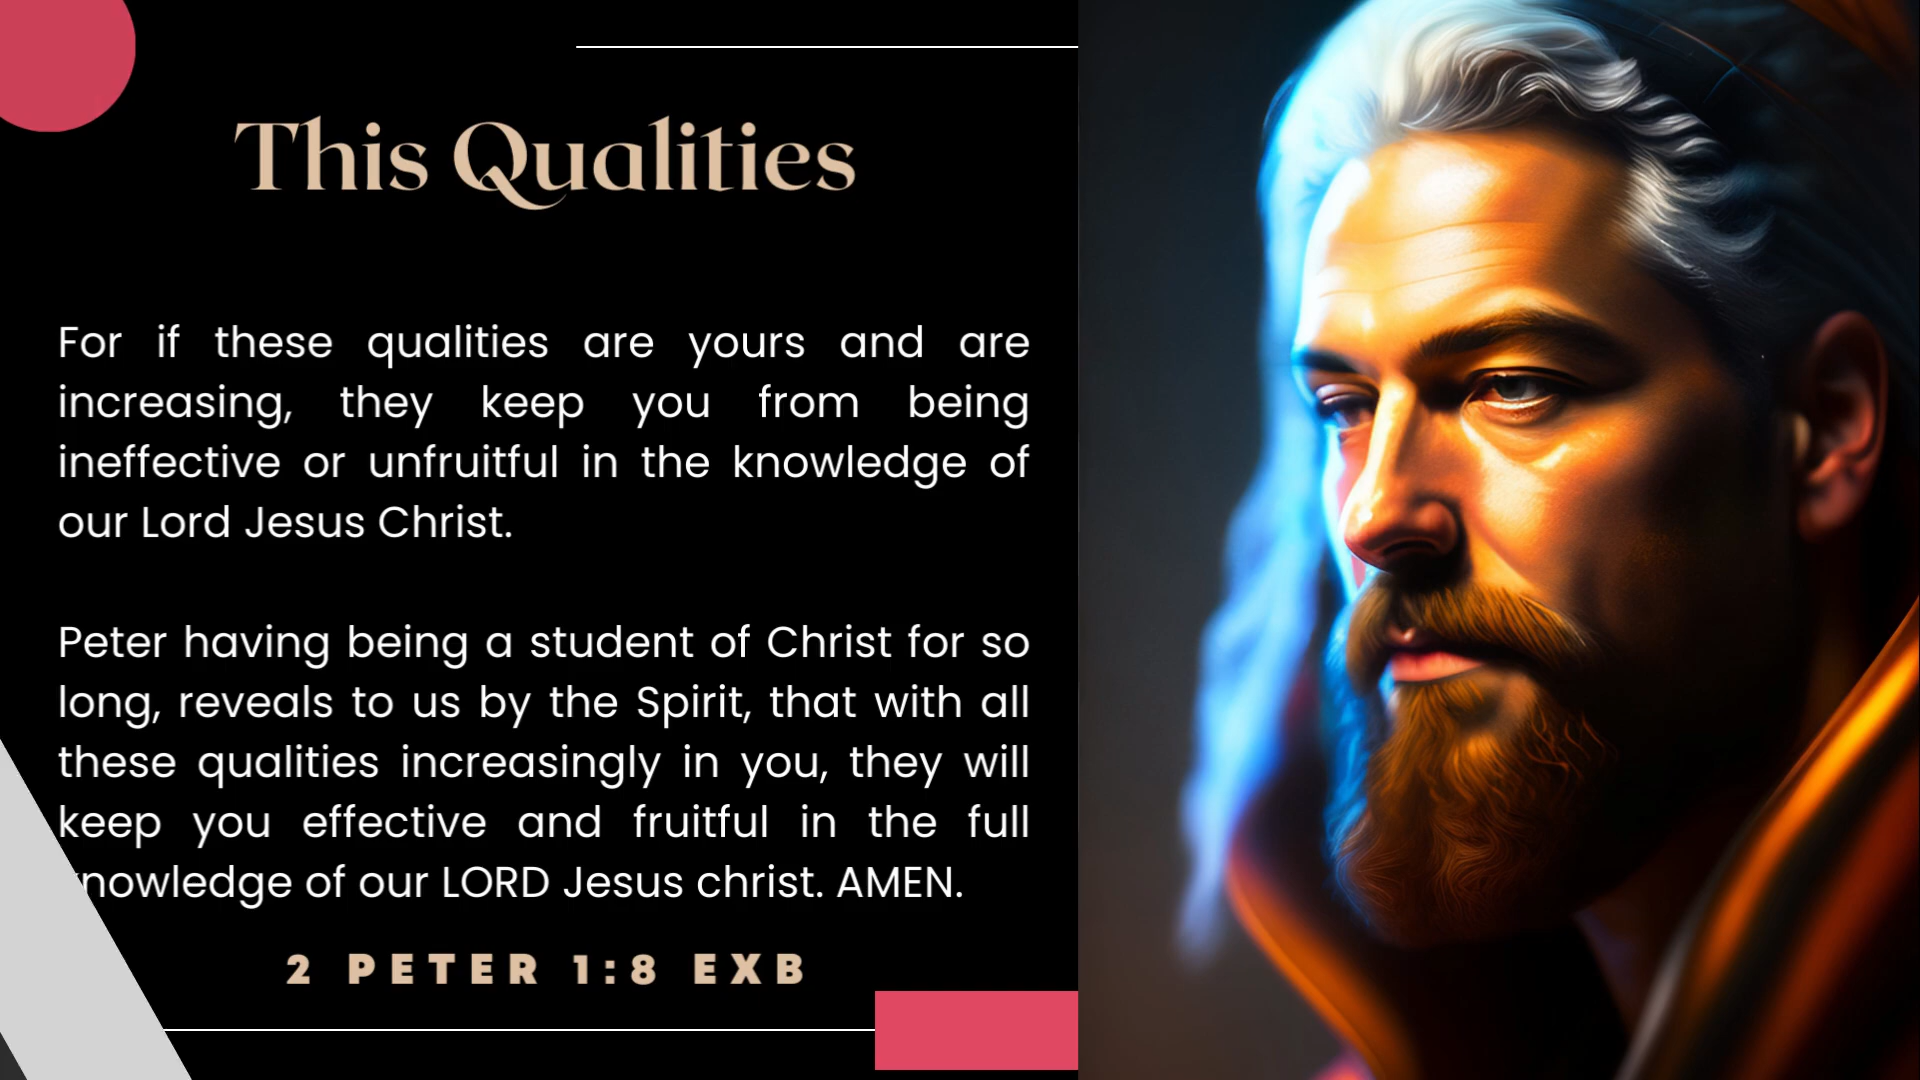 This Qualities
For if these qualities are yours and are
increasing, they keep you from being
ineffective or unfruitful in the knowledge of
our Lord Jesus Christ.
Peter having being a student of Christ for so
long, reveals to us by the Spirit, that with all
these qualities increasingly in you, they will
keep you effective and fruitful in the full
knowledge of our LORD Jesus christ. AMEN.
2 PETER 1:8 EXB